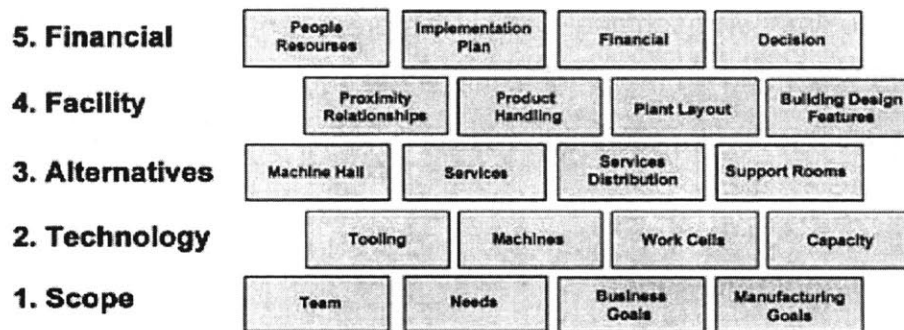 5. Financial
People
Resourses
Implementation
Plan
Financial
Decision
4. Facility
Proximity
Relationships
Product
Handling
Plant Layout
Building Design
Features
3. Alternatives
Machine Hall
Services
Services
Distribution
Support Rooms
2. Technology
Tooling
Machines
Work Cells
Capacity
1. Scope
Team
Needs
Business
Goals
Manufacturing
Goals